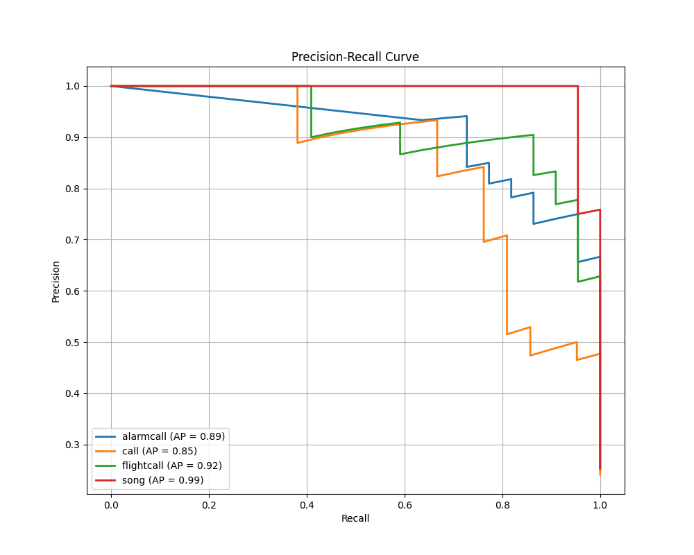 Precision-Recall Curve
1.0
0.9
0.8
0.7
0.6
0.5
0.4
0.3
Precision
0.0
0.2
0.4
0.6
0.8
1.0
Recall
alarmcall (AP = 0.89)
call (AP = 0.85)
flightcall (AP = 0.92)
song (AP = 0.99)